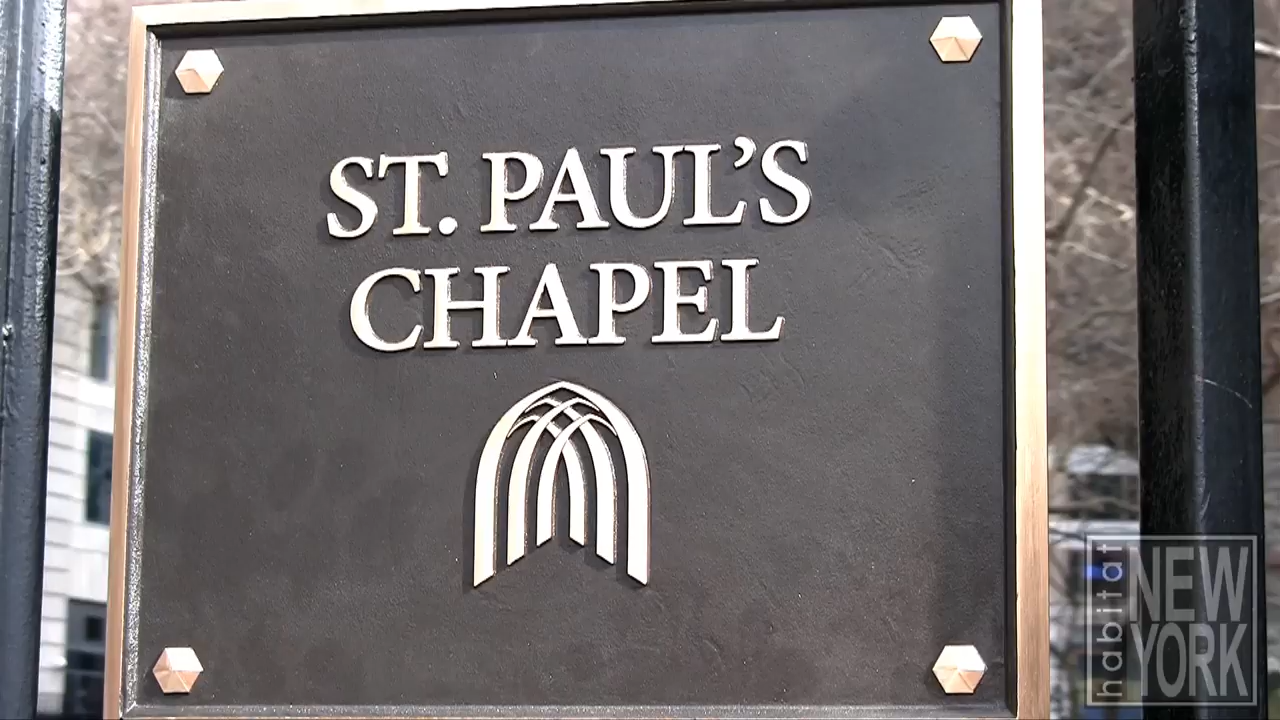 ST. PAUL’S
CHAPEL
habitat
NEW
YORK